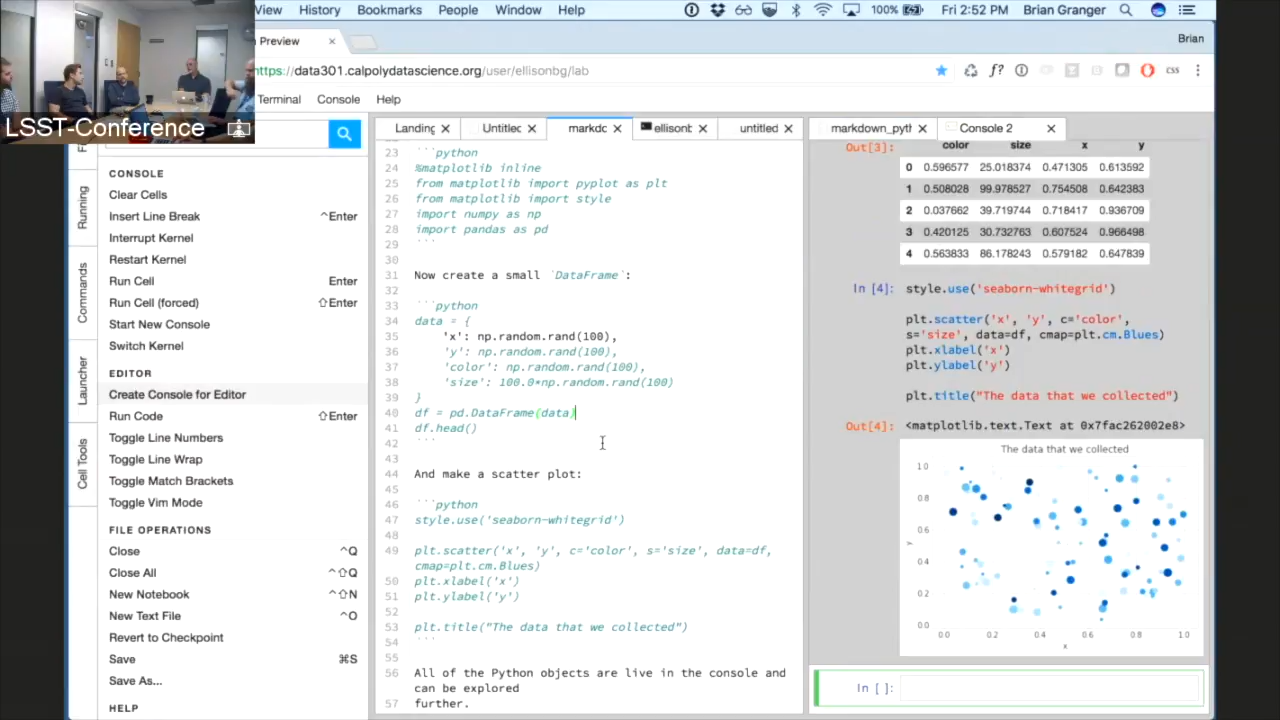 View History Bookmarks People Window Help 100% Fri 2:52 PM Brian Granger
Preview
Brian
https://data301.calpolydatascience.org/user/ellisonbg/lab
Terminal Console Help
LSST-Conference
Landing Untitled markdc ellisonb untitled
markdown_pyth Console 2
Running
Commands
Launcher
Cell Tools
CONSOLE
Clear Cells
Insert Line Break ^Enter
Interrupt Kernel
Restart Kernel
Run Cell Enter
Run Cell (forced) ⇧Enter
Start New Console
Switch Kernel
EDITOR
Create Console for Editor
Run Code ⇧Enter
Toggle Line Numbers
Toggle Line Wrap
Toggle Match Brackets
Toggle Vim Mode
FILE OPERATIONS
Close ^Q
Close All ^⇧Q
New Notebook ^⇧N
New Text File ^O
Revert to Checkpoint
Save ⌘S
Save As...
HELP
23 ```python
24 %matplotlib inline
25 from matplotlib import pyplot as plt
26 from matplotlib import style
27 import numpy as np
28 import pandas as pd
29 ```
30
31 Now create a small `DataFrame`:
32
33 ```python
34 data = {
35 'x': np.random.rand(100),
36 'y': np.random.rand(100),
37 'color': np.random.rand(100),
38 'size': 100.0*np.random.rand(100)
39 }
40 df = pd.DataFrame(data)
41 df.head()
42 ```
43
44 And make a scatter plot:
45
46 ```python
47 style.use('seaborn-whitegrid')
48
49 plt.scatter('x', 'y', c='color', s='size', data=df,
cmap=plt.cm.Blues)
50 plt.xlabel('x')
51 plt.ylabel('y')
52
53 plt.title("The data that we collected")
54 ```
55
56 All of the Python objects are live in the console and
can be explored
57 further.
Out[3]: color size x y
0 0.596577 25.018374 0.471305 0.613592
1 0.508028 99.978527 0.754508 0.642383
2 0.037662 39.719744 0.718417 0.936709
3 0.420125 30.732763 0.607524 0.966498
4 0.563833 86.178243 0.579182 0.647839
In [4]: style.use('seaborn-whitegrid')
plt.scatter('x', 'y', c='color',
s='size', data=df, cmap=plt.cm.Blues)
plt.xlabel('x')
plt.ylabel('y')
plt.title("The data that we collected")
Out[4]: <matplotlib.text.Text at 0x7fac262002e8>
The data that we collected
1.0
0.8
0.6
y
0.4
0.2
0.0
0.0 0.2 0.4 0.6 0.8 1.0
x
In [ ]: